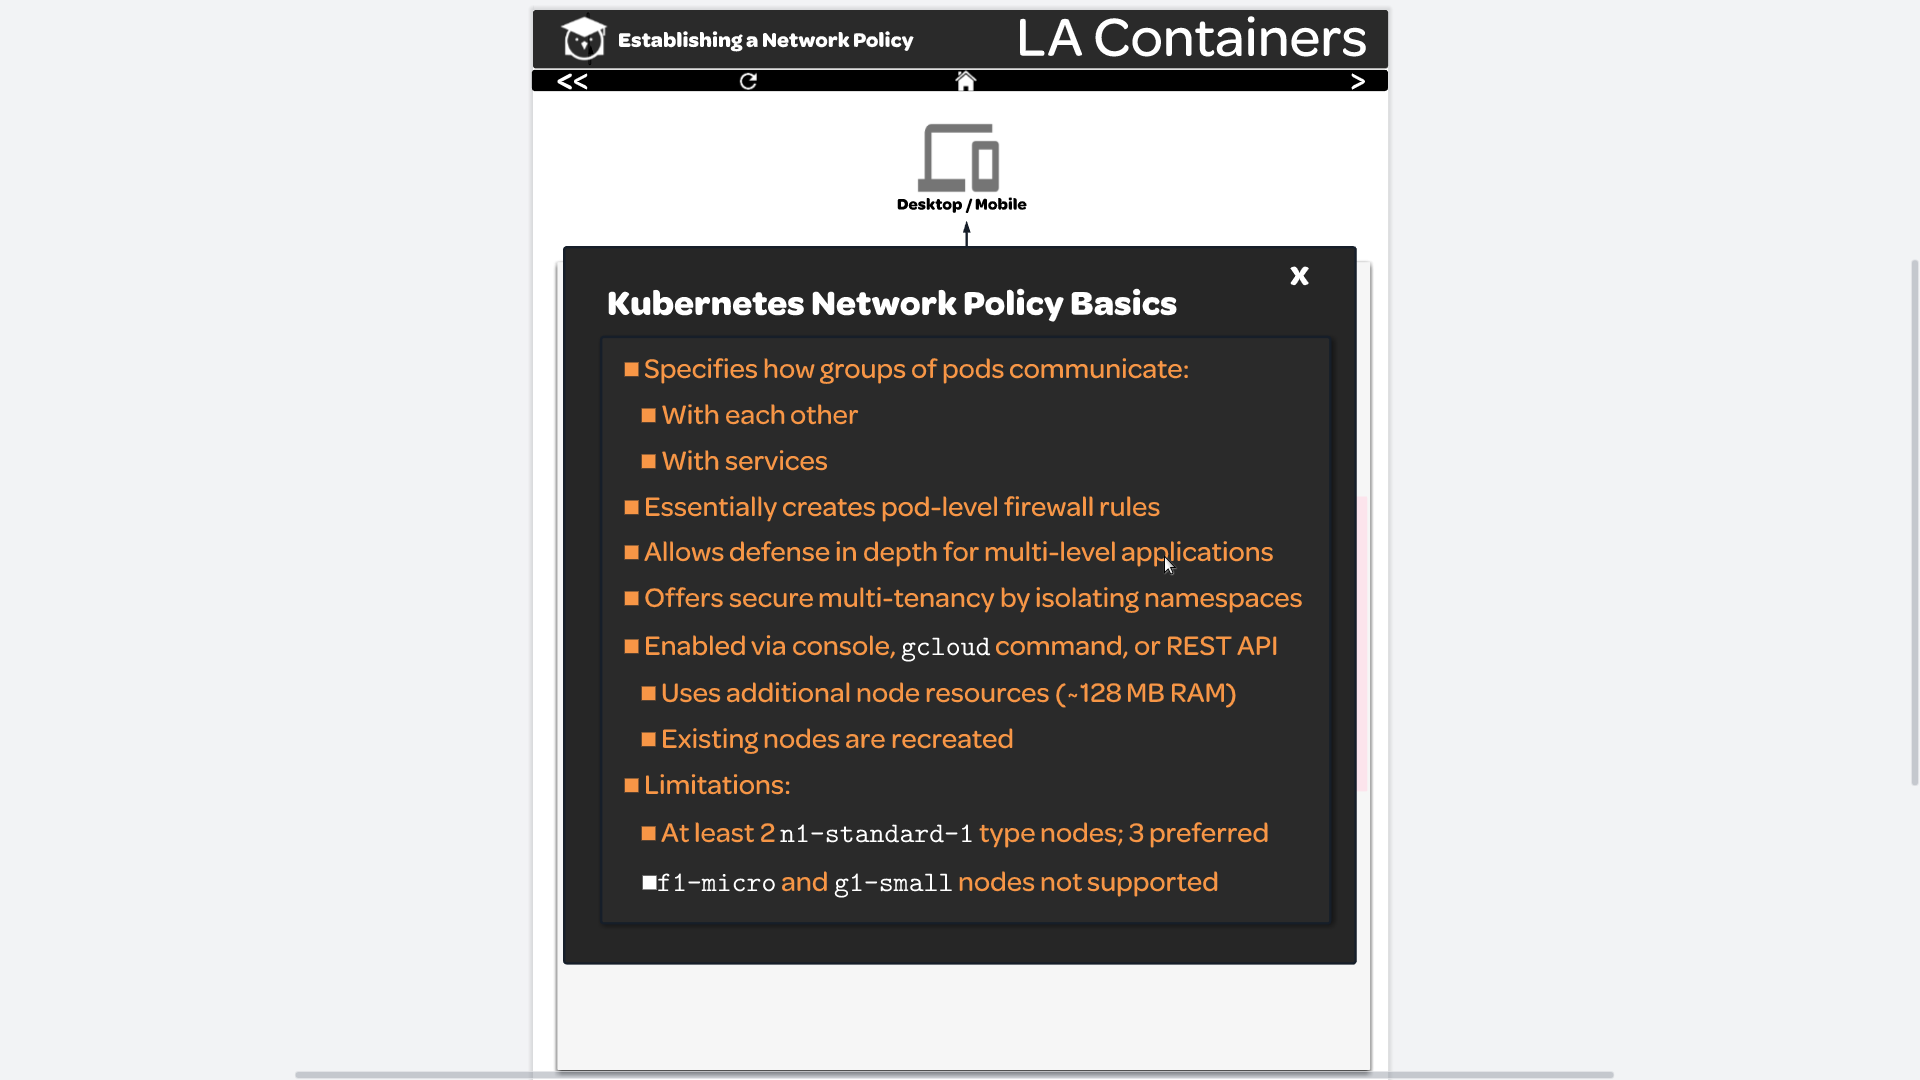 Establishing a Network Policy
LA Containers
<< >
Desktop / Mobile
X
Kubernetes Network Policy Basics
Specifies how groups of pods communicate:
With each other
With services
Essentially creates pod-level firewall rules
Allows defense in depth for multi-level applications
Offers secure multi-tenancy by isolating namespaces
Enabled via console, gcloud command, or REST API
Uses additional node resources (~128 MB RAM)
Existing nodes are recreated
Limitations:
At least 2 n1-standard-1 type nodes; 3 preferred
f1-micro and g1-small nodes not supported